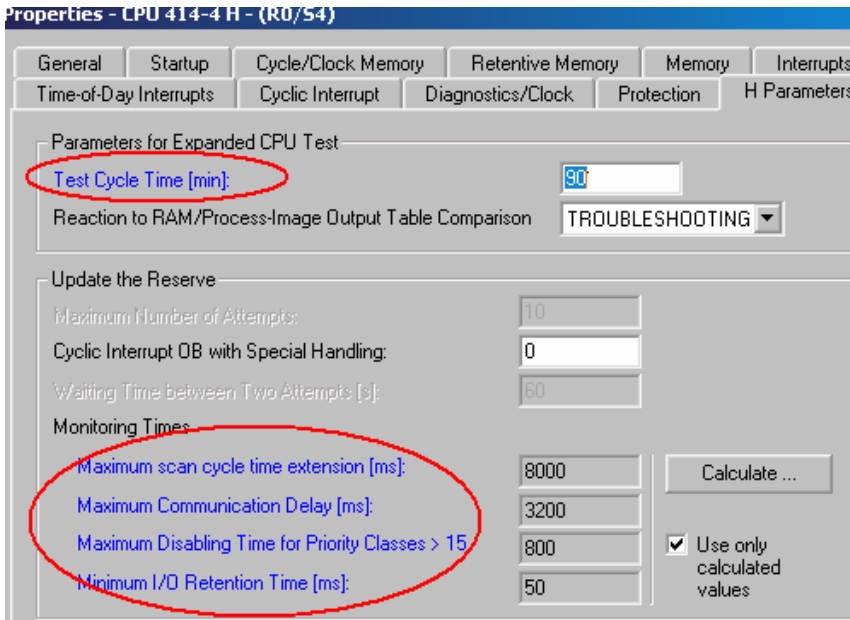 Properties - CPU 414-4 H - (R0/S4)
General Startup Cycle/Clock Memory Retentive Memory Memory Interrupts
Time-of-Day Interrupts Cyclic Interrupt Diagnostics/Clock Protection H Parameters
Parameters for Expanded CPU Test
Test Cycle Time [min]: 90
Reaction to RAM/Process-Image Output Table Comparison TROUBLESHOOTING
Update the Reserve
Maximum Number of Attempts: 10
Cyclic Interrupt OB with Special Handling: 0
Waiting Time between Two Attempts [s]: 60
Monitoring Times
Maximum scan cycle time extension [ms]: 8000 Calculate ...
Maximum Communication Delay [ms]: 3200
Maximum Disabling Time for Priority Classes > 15 800 Use only
calculated
Minimum I/O Retention Time [ms]: 50 values